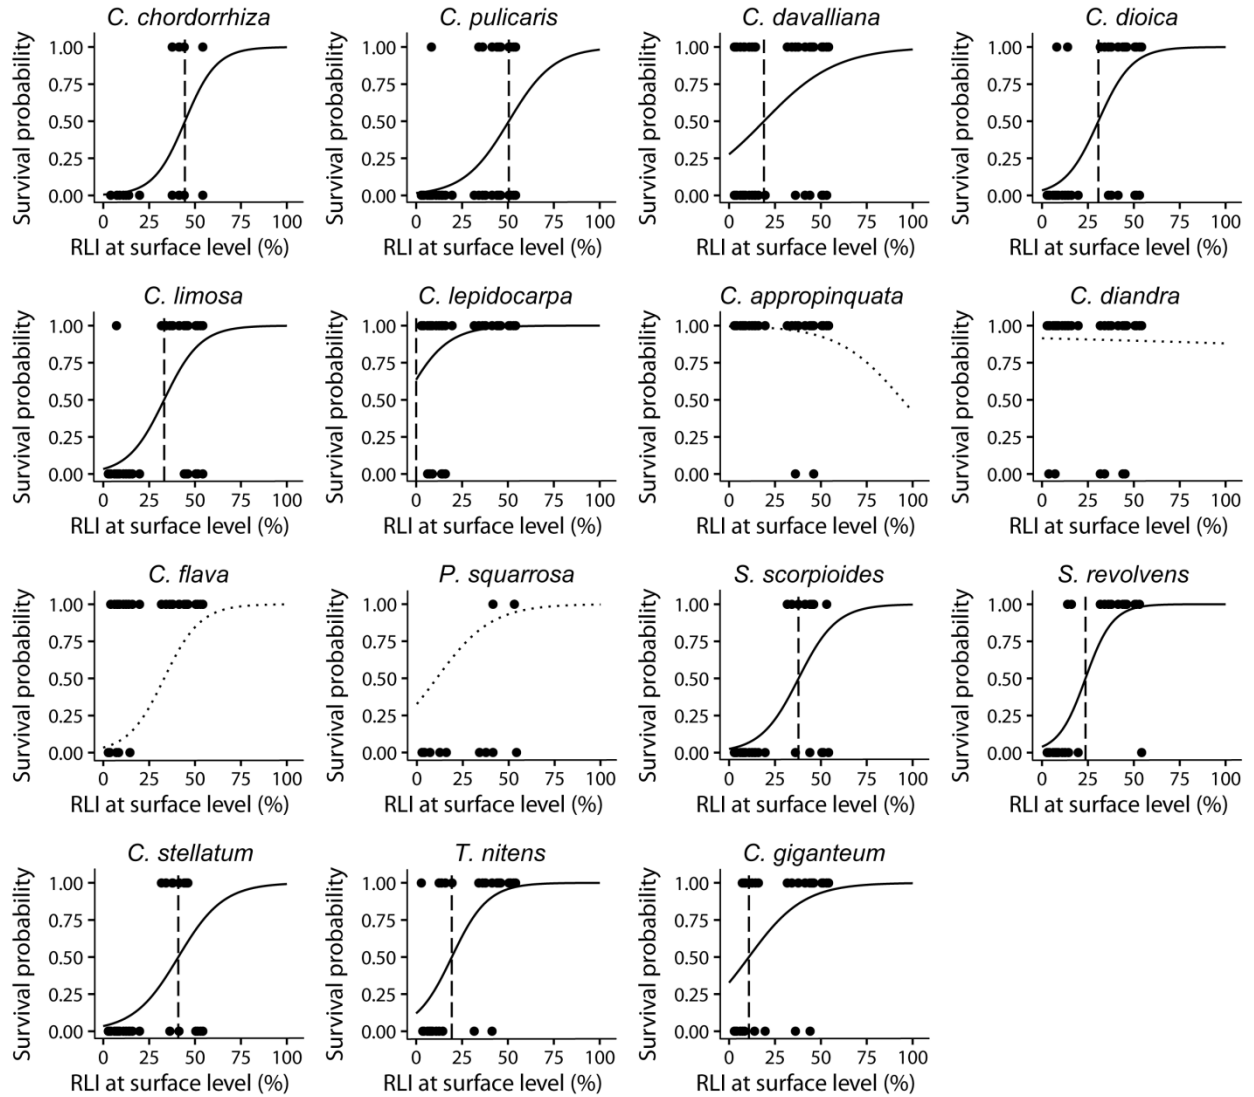 C. chordorrhiza
C. pulicaris
C. davalliana
C. dioica
Survival probability
1.00
0.75
0.50
0.25
0.00
0 25 50 75 100
RLI at surface level (%)
Survival probability
1.00
0.75
0.50
0.25
0.00
0 25 50 75 100
RLI at surface level (%)
Survival probability
1.00
0.75
0.50
0.25
0.00
0 25 50 75 100
RLI at surface level (%)
Survival probability
1.00
0.75
0.50
0.25
0.00
0 25 50 75 100
RLI at surface level (%)
C. limosa
C. lepidocarpa
C. appropinquata
C. diandra
Survival probability
1.00
0.75
0.50
0.25
0.00
0 25 50 75 100
RLI at surface level (%)
Survival probability
1.00
0.75
0.50
0.25
0.00
0 25 50 75 100
RLI at surface level (%)
Survival probability
1.00
0.75
0.50
0.25
0.00
0 25 50 75 100
RLI at surface level (%)
Survival probability
1.00
0.75
0.50
0.25
0.00
0 25 50 75 100
RLI at surface level (%)
C. flava
P. squarrosa
S. scorpioides
S. revolvens
Survival probability
1.00
0.75
0.50
0.25
0.00
0 25 50 75 100
RLI at surface level (%)
Survival probability
1.00
0.75
0.50
0.25
0.00
0 25 50 75 100
RLI at surface level (%)
Survival probability
1.00
0.75
0.50
0.25
0.00
0 25 50 75 100
RLI at surface level (%)
Survival probability
1.00
0.75
0.50
0.25
0.00
0 25 50 75 100
RLI at surface level (%)
C. stellatum
T. nitens
C. giganteum
Survival probability
1.00
0.75
0.50
0.25
0.00
0 25 50 75 100
RLI at surface level (%)
Survival probability
1.00
0.75
0.50
0.25
0.00
0 25 50 75 100
RLI at surface level (%)
Survival probability
1.00
0.75
0.50
0.25
0.00
0 25 50 75 100
RLI at surface level (%)